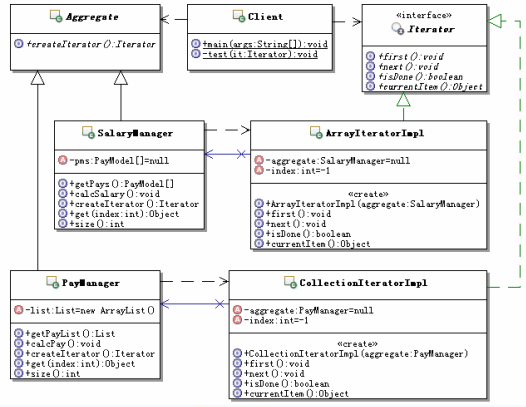 Aggregate
+createIterator():Iterator
Client
+main(args:String[]):void
-test(it:Iterator):void
«interface»
Iterator
+first():void
+next():void
+isDone():boolean
+currentItem():Object
SalaryManager
-pms:PayModel[]=null
+getPays():PayModel[]
+calcSalary():void
+createIterator():Iterator
+get(index:int):Object
+size():int
ArrayIteratorImpl
-aggregate:SalaryManager=null
-index:int=-1
«create»
+ArrayIteratorImpl(aggregate:SalaryManager)
+first():void
+next():void
+isDone():boolean
+currentItem():Object
PayManager
-list:List=new ArrayList()
+getPayList():List
+calcPay():void
+createIterator():Iterator
+get(index:int):Object
+size():int
CollectionIteratorImpl
-aggregate:PayManager=null
-index:int=-1
«create»
+CollectionIteratorImpl(aggregate:PayManager)
+first():void
+next():void
+isDone():boolean
+currentItem():Object